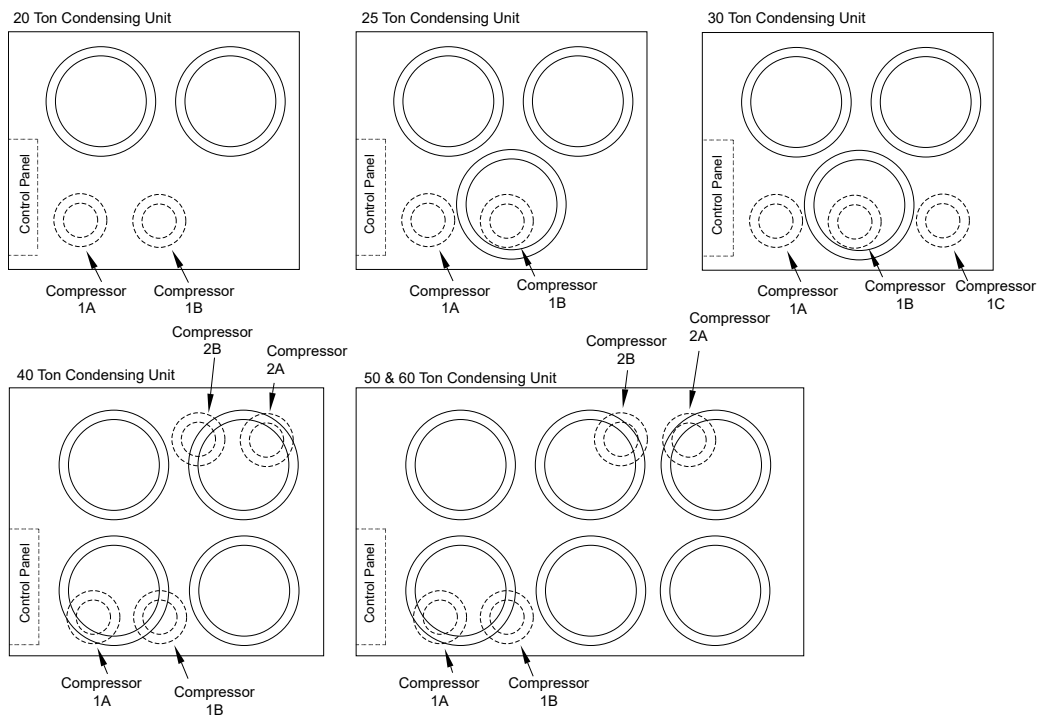 20 Ton Condensing Unit
Control Panel
Compressor
1A
Compressor
1B
25 Ton Condensing Unit
Control Panel
Compressor
1A
Compressor
1B
30 Ton Condensing Unit
Control Panel
Compressor
1A
Compressor
1B
Compressor
1C
40 Ton Condensing Unit
Compressor
2B
Compressor
2A
Control Panel
Compressor
1A
Compressor
1B
50 & 60 Ton Condensing Unit
Compressor
2B
Compressor
2A
Control Panel
Compressor
1A
Compressor
1B